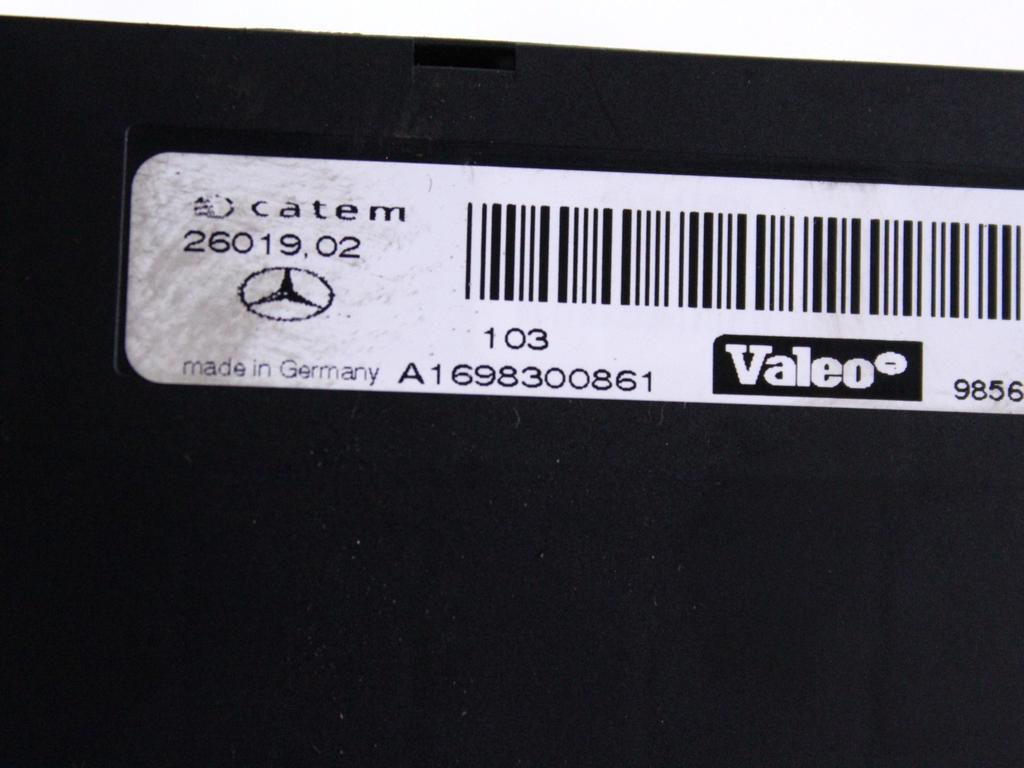 catem
26019.02
103
made in Germany A1698300861
Valeo
9856